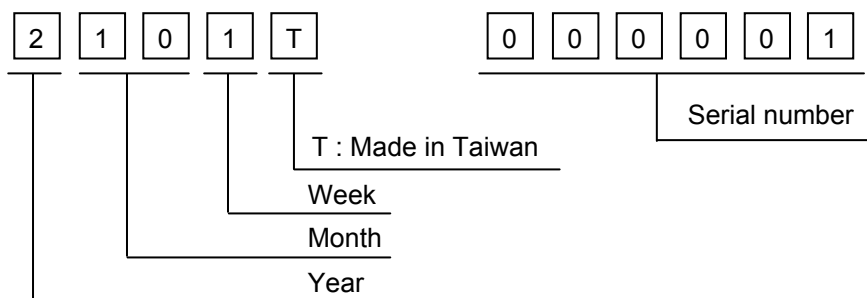 2 1 0 1 T 0 0 0 0 0 1
Serial number
T : Made in Taiwan
Week
Month
Year